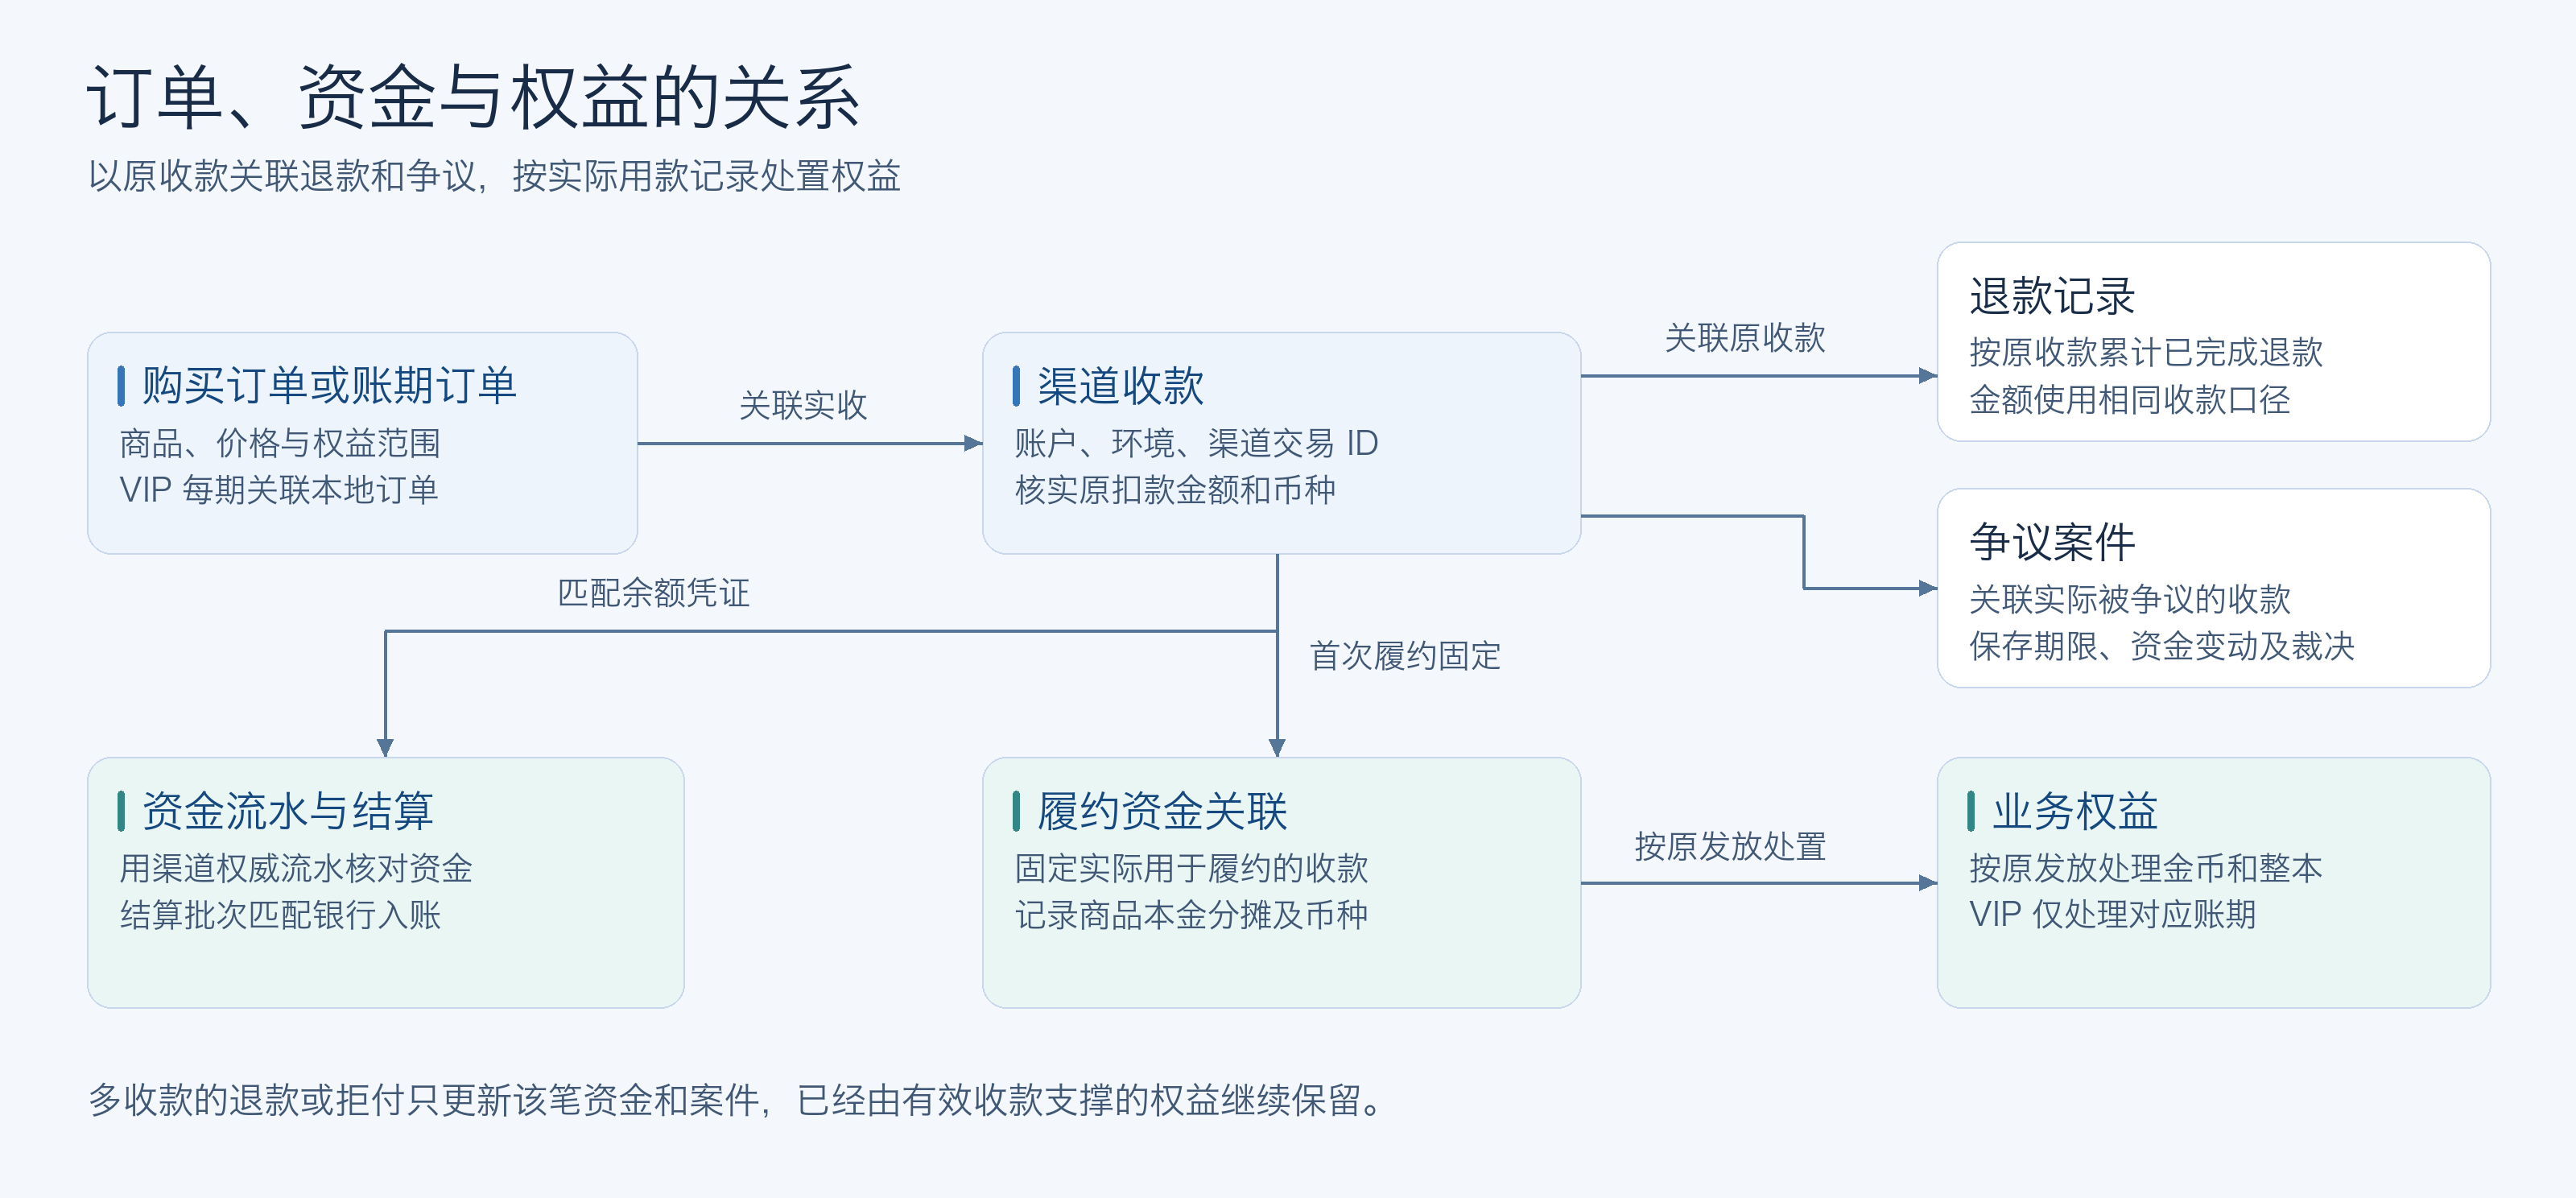 订单、资金与权益的关系
以原收款关联退款和争议，按实际用款记录处置权益
购买订单或账期订单
商品、价格与权益范围
VIP 每期关联本地订单
关联实收
渠道收款
账户、环境、渠道交易 ID
核实原扣款金额和币种
关联原收款
退款记录
按原收款累计已完成退款
金额使用相同收款口径
争议案件
关联实际被争议的收款
保存期限、资金变动及裁决
匹配余额凭证
首次履约固定
资金流水与结算
用渠道权威流水核对资金
结算批次匹配银行入账
履约资金关联
固定实际用于履约的收款
记录商品本金分摊及币种
按原发放处置
业务权益
按原发放处理金币和整本
VIP 仅处理对应账期
多收款的退款或拒付只更新该笔资金和案件，已经由有效收款支撑的权益继续保留。